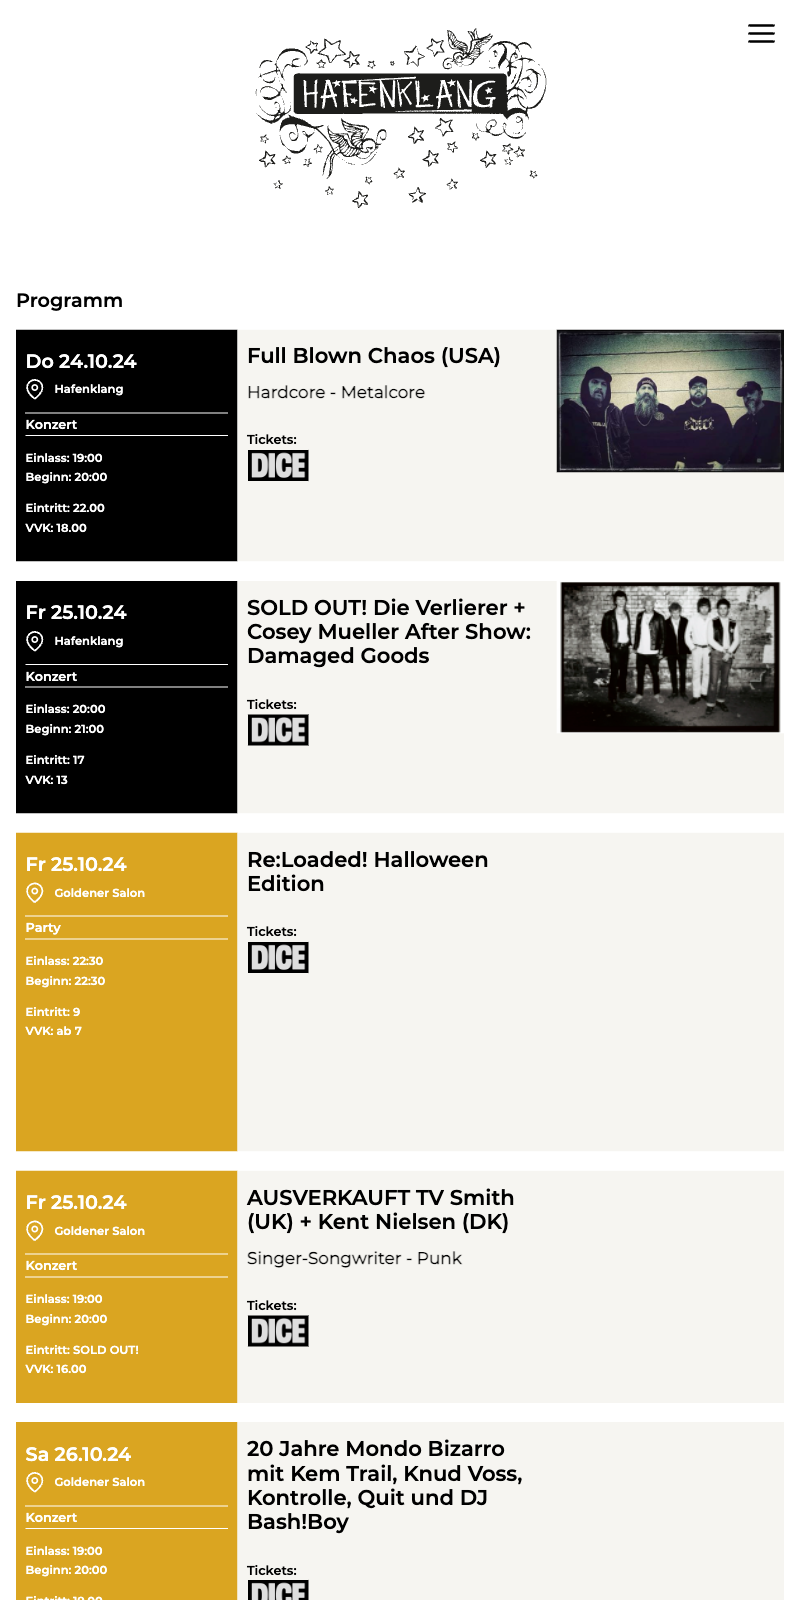 HAFENKLANG
Programm
Do 24.10.24
Hafenklang
Konzert
Einlass: 19:00
Beginn: 20:00
Eintritt: 22.00
VVK: 18.00
Full Blown Chaos (USA)
Hardcore - Metalcore
Tickets:
DICE
Fr 25.10.24
Hafenklang
Konzert
Einlass: 20:00
Beginn: 21:00
Eintritt: 17
VVK: 13
SOLD OUT! Die Verlierer +
Cosey Mueller After Show:
Damaged Goods
Tickets:
DICE
Fr 25.10.24
Goldener Salon
Party
Einlass: 22:30
Beginn: 22:30
Eintritt: 9
VVK: ab 7
Re:Loaded! Halloween
Edition
Tickets:
DICE
Fr 25.10.24
Goldener Salon
Konzert
Einlass: 19:00
Beginn: 20:00
Eintritt: SOLD OUT!
VVK: 16.00
AUSVERKAUFT TV Smith
(UK) + Kent Nielsen (DK)
Singer-Songwriter - Punk
Tickets:
DICE
Sa 26.10.24
Goldener Salon
Konzert
Einlass: 19:00
Beginn: 20:00
20 Jahre Mondo Bizarro
mit Kem Trail, Knud Voss,
Kontrolle, Quit und DJ
Bash!Boy
Tickets:
DICE